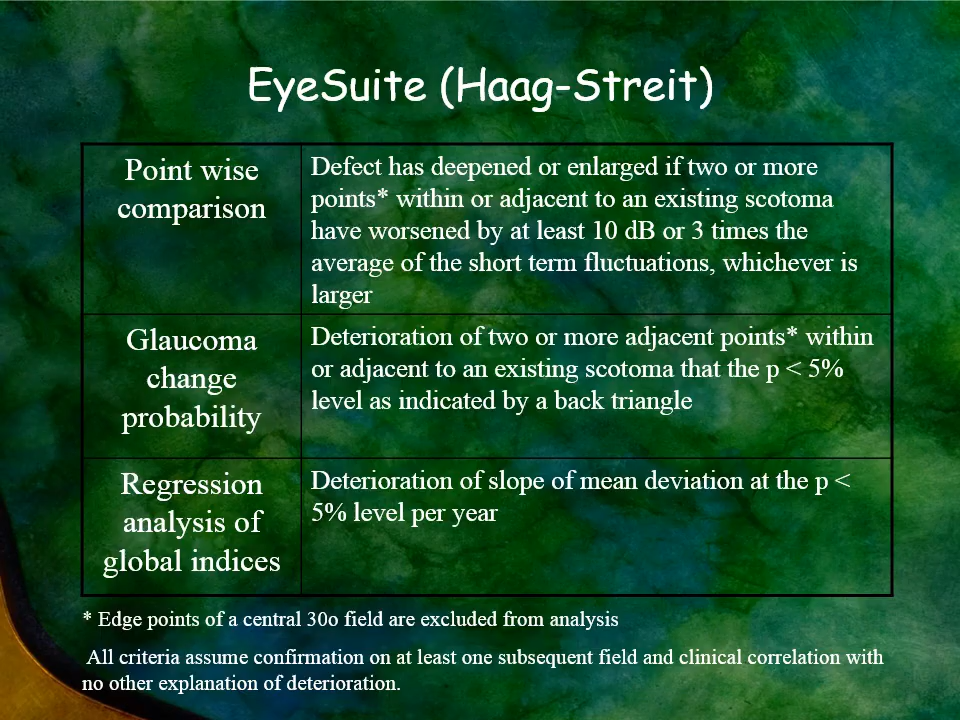 EyeSuite (Haag-Streit)
Point wise
comparison
Defect has deepened or enlarged if two or more
points* within or adjacent to an existing scotoma
have worsened by at least 10 dB or 3 times the
average of the short term fluctuations, whichever is
larger
Glaucoma
change
probability
Deterioration of two or more adjacent points* within
or adjacent to an existing scotoma that the p < 5%
level as indicated by a back triangle
Regression
analysis of
global indices
Deterioration of slope of mean deviation at the p <
5% level per year
* Edge points of a central 30o field are excluded from analysis
All criteria assume confirmation on at least one subsequent field and clinical correlation with
no other explanation of deterioration.